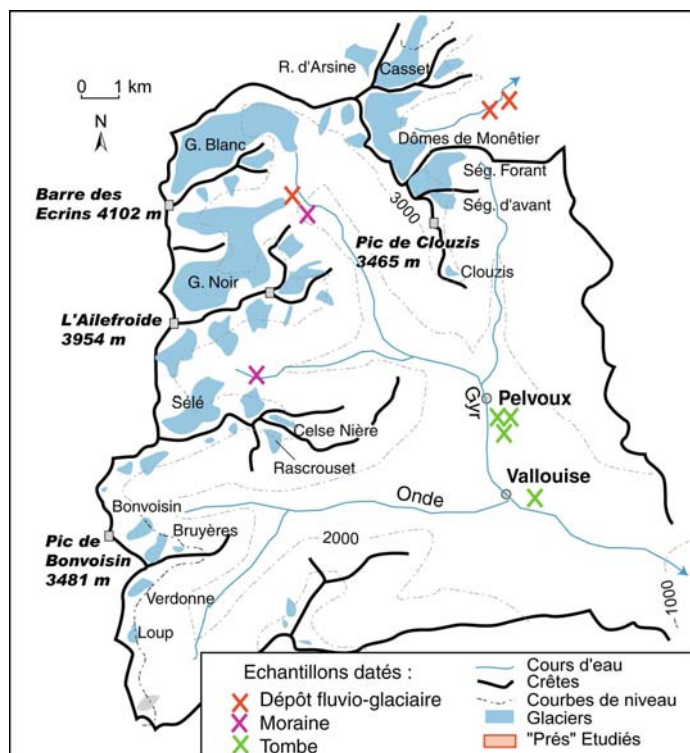 R. d'Arsine
Casset
0 1 km
N
G. Blanc
Dômes de Monêtier
Ség. Forant
Barre des
Ecrins 4102 m
3000
Ség. d'avant
Pic de Clouzis
3465 m
Clouzis
G. Noir
L'Ailefroide
3954 m
Sélé
Pelvoux
Gyr
Celse Nière
Rascrouset
Vallouise
Onde
Bonvoisin
Bruyères
2000
Pic de
Bonvoisin
3481 m
Verdonne
1000
Loup
Echantillons datés :
Dépôt fluvio-glaciaire
Moraine
Tombe
Cours d'eau
Crêtes
Courbes de niveau
Glaciers
"Prés" Etudiés